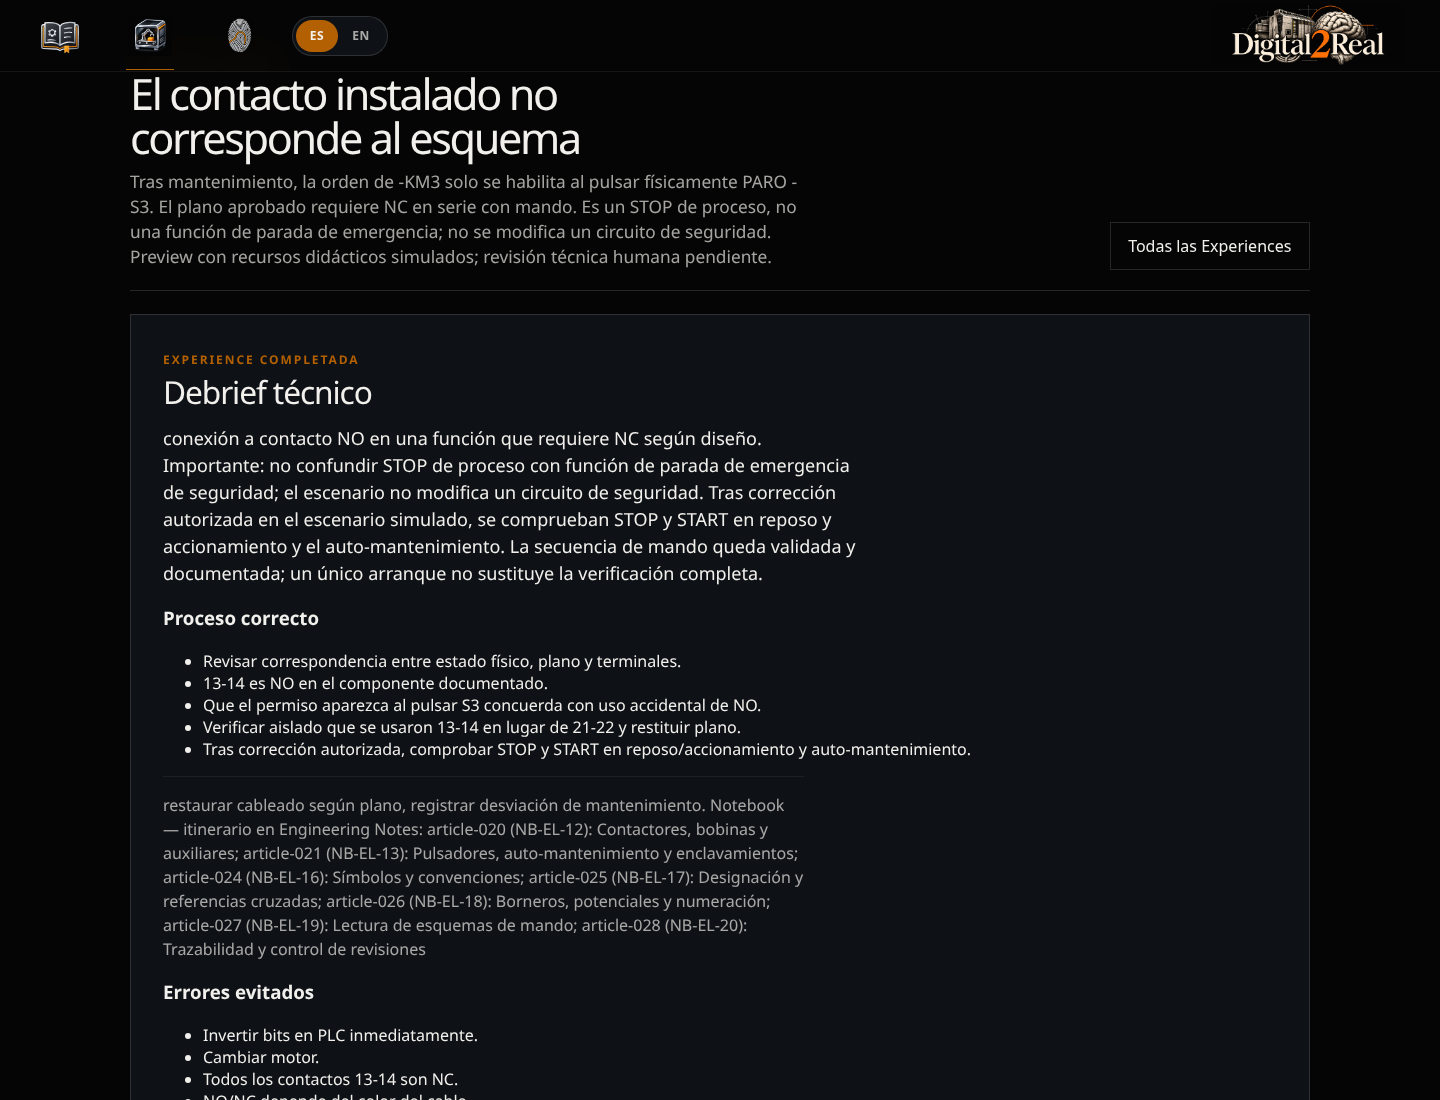 ES
EN
Digital2Real
El contacto instalado no
corresponde al esquema
Tras mantenimiento, la orden de -KM3 solo se habilita al pulsar físicamente PARO -
S3. El plano aprobado requiere NC en serie con mando. Es un STOP de proceso, no
una función de parada de emergencia; no se modifica un circuito de seguridad.
Preview con recursos didácticos simulados; revisión técnica humana pendiente.
Todas las Experiences
EXPERIENCE COMPLETADA
Debrief técnico
conexión a contacto NO en una función que requiere NC según diseño.
Importante: no confundir STOP de proceso con función de parada de emergencia
de seguridad; el escenario no modifica un circuito de seguridad. Tras corrección
autorizada en el escenario simulado, se comprueban STOP y START en reposo y
accionamiento y el auto-mantenimiento. La secuencia de mando queda validada y
documentada; un único arranque no sustituye la verificación completa.
Proceso correcto
Revisar correspondencia entre estado físico, plano y terminales.
13-14 es NO en el componente documentado.
Que el permiso aparezca al pulsar S3 concuerda con uso accidental de NO.
Verificar aislado que se usaron 13-14 en lugar de 21-22 y restituir plano.
Tras corrección autorizada, comprobar STOP y START en reposo/accionamiento y auto-mantenimiento.
restaurar cableado según plano, registrar desviación de mantenimiento. Notebook
— itinerario en Engineering Notes: article-020 (NB-EL-12): Contactores, bobinas y
auxiliares; article-021 (NB-EL-13): Pulsadores, auto-mantenimiento y enclavamientos;
article-024 (NB-EL-16): Símbolos y convenciones; article-025 (NB-EL-17): Designación y
referencias cruzadas; article-026 (NB-EL-18): Borneros, potenciales y numeración;
article-027 (NB-EL-19): Lectura de esquemas de mando; article-028 (NB-EL-20):
Trazabilidad y control de revisiones
Errores evitados
Invertir bits en PLC inmediatamente.
Cambiar motor.
Todos los contactos 13-14 son NC.
NO/NC depende del color del cable.